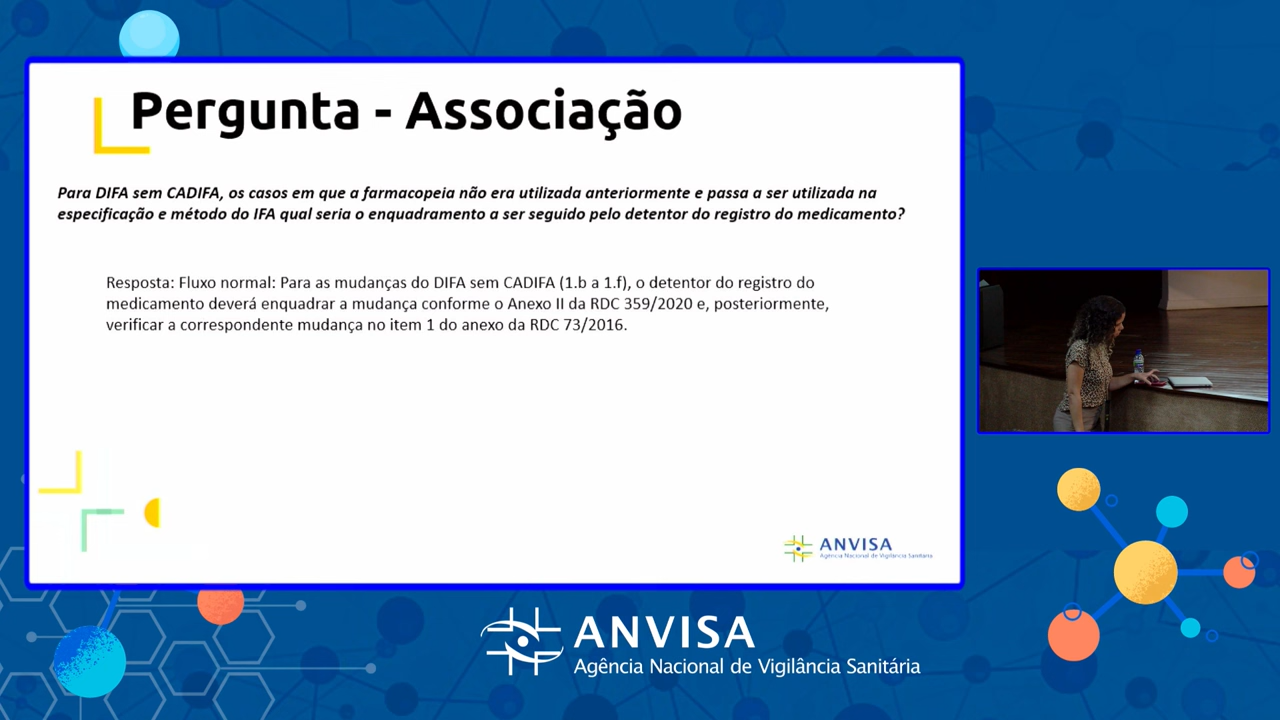 Pergunta - Associação
Para DIFA sem CADIFA, os casos em que a farmacopeia não era utilizada anteriormente e passa a ser utilizada na
especificação e método do IFA qual seria o enquadramento a ser seguido pelo detentor do registro do medicamento?
Resposta: Fluxo normal: Para as mudanças do DIFA sem CADIFA (1.b a 1.f), o detentor do registro do
medicamento deverá enquadrar a mudança conforme o Anexo II da RDC 359/2020 e, posteriormente,
verificar a correspondente mudança no item 1 do anexo da RDC 73/2016.
ANVISA
Agência Nacional de Vigilância Sanitária
ANVISA
Agência Nacional de Vigilância Sanitária